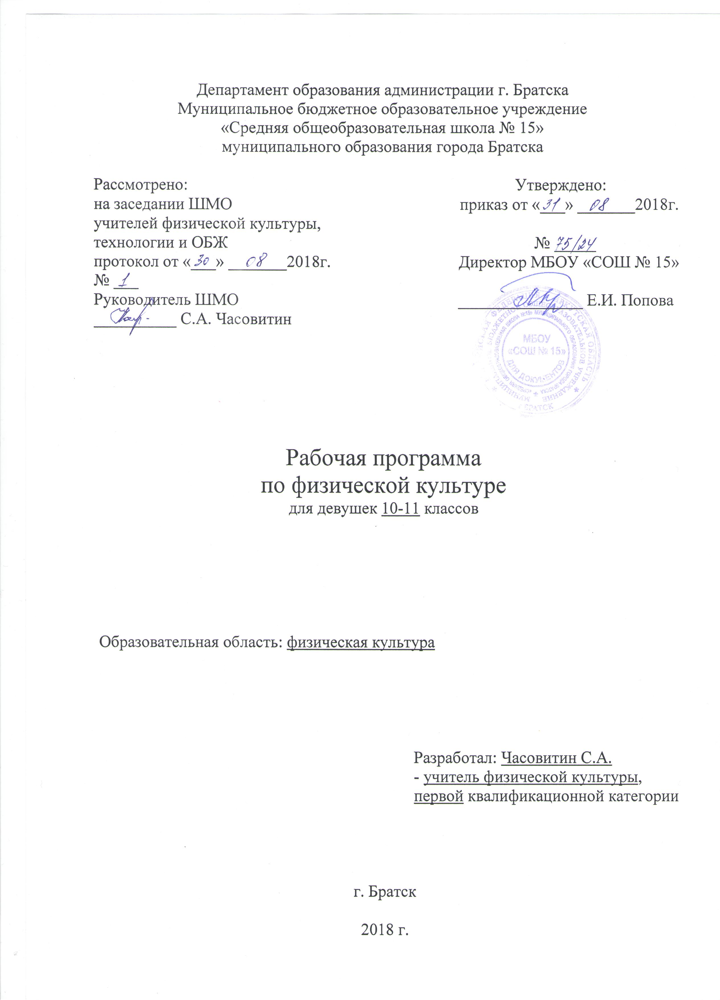 Департамент образования администрации г. Братска
Муниципальное бюджетное образовательное учреждение
«Средняя общеобразовательная школа № 15»
муниципального образования города Братска
Рассмотрено:
на заседании ШМО
учителей физической культуры,
технологии и ОБЖ
протокол от «30» 08 2018г.
№ 1
Руководитель ШМО
С.А. Часовитин
Утверждено:
приказ от «31» 08 2018г.
№ 75/24
Директор МБОУ «СОШ № 15»
Е.И. Попова
МБОУ
«СОШ № 15»
ДЛЯ ДОКУМЕНТОВ
Рабочая программа
по физической культуре
для девушек 10-11 классов
Образовательная область: физическая культура
Разработал: Часовитин С.А.
- учитель физической культуры,
первой квалификационной категории
г. Братск
2018 г.